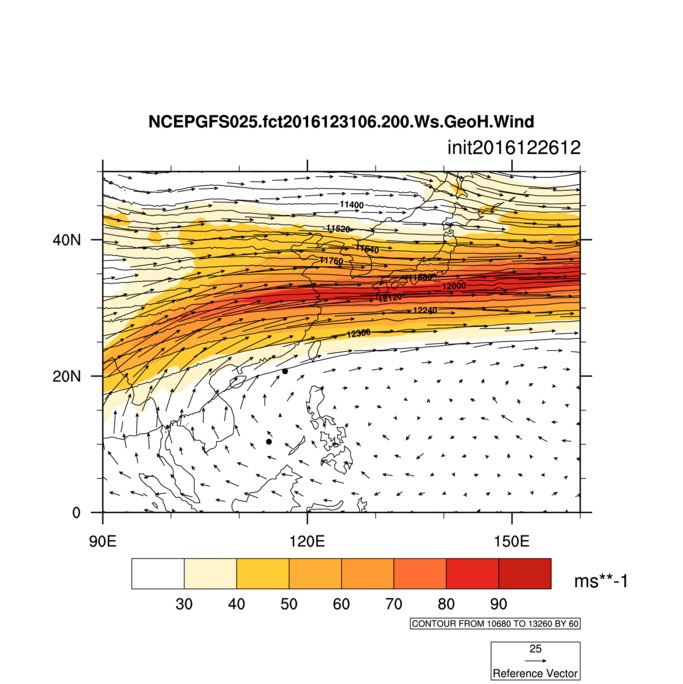 NCEPGFS025.fct2016123106.200.Ws.GeoH.Wind
init2016122612
11400
11520
11640
40N
11760
11880
12000
12120
12240
12360
20N
0
90E 120E 150E
ms**-1
30 40 50 60 70 80 90
CONTOUR FROM 10680 TO 13260 BY 60
25
Reference Vector